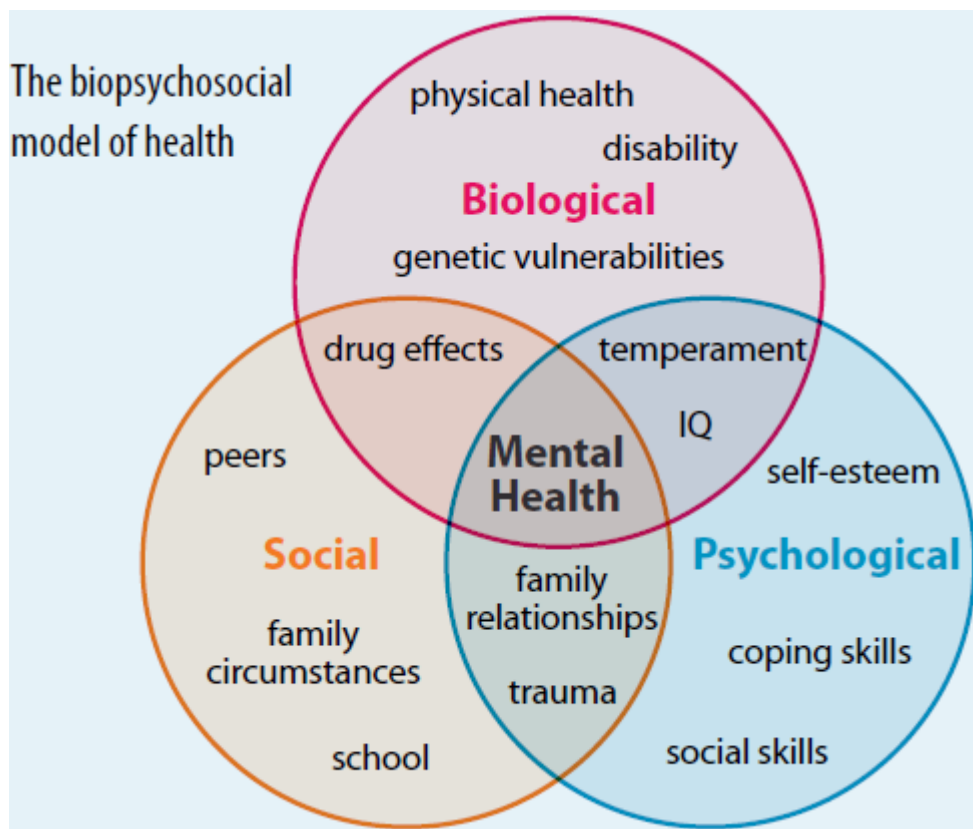 The biopsychosocial
model of health
physical health
disability
Biological
genetic vulnerabilities
drug effects
temperament
IQ
peers
Mental
Health
self-esteem
Social
Psychological
family
relationships
family
circumstances
coping skills
trauma
school
social skills